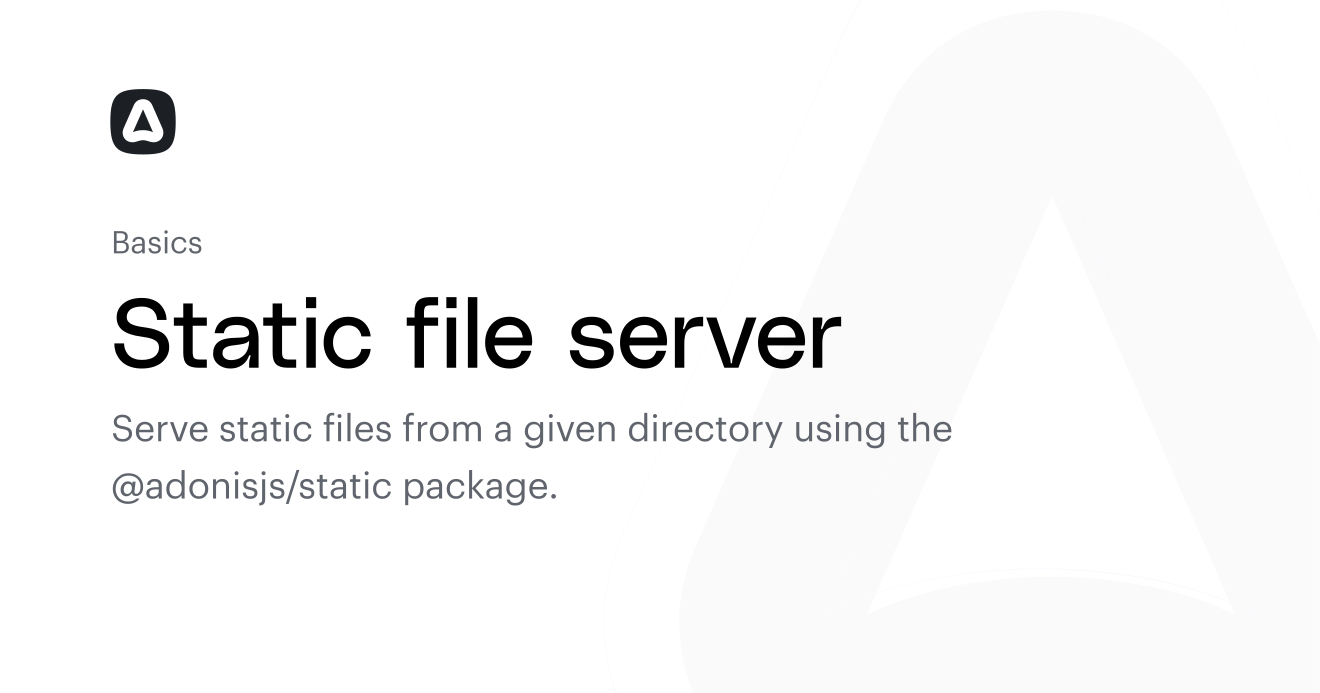 Basics
Static file server
Serve static files from a given directory using the
@adonisjs/static package.